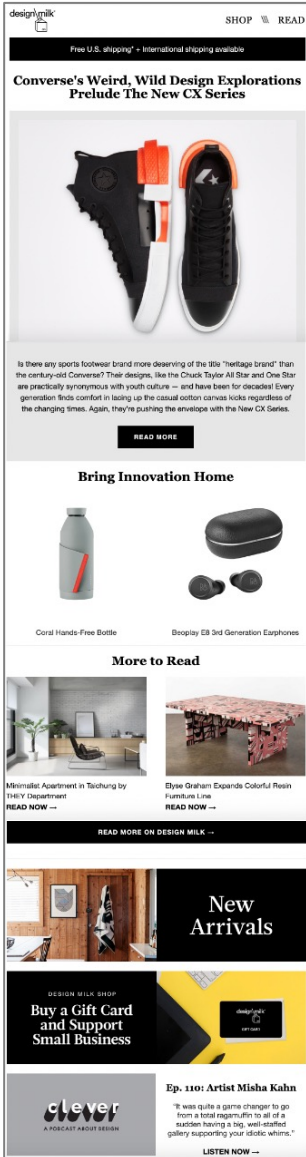 design\milk
SHOP \\\ READ
Free U.S. shipping* + International shipping available
Converse's Weird, Wild Design Explorations
Prelude The New CX Series
Is there any sports footwear brand more deserving of the title "heritage brand" than
the century-old Converse? Their designs, like the Chuck Taylor All Star and One Star
are practically synonymous with youth culture — and have been for decades! Every
generation finds comfort in lacing up the casual cotton canvas kicks regardless of
the changing times. Again, they're pushing the envelope with the New CX Series.
READ MORE
Bring Innovation Home
Coral Hands-Free Bottle
Beoplay E8 3rd Generation Earphones
More to Read
Minimalist Apartment in Taichung by
THEY Department
READ NOW →
Elyse Graham Expands Colorful Resin
Furniture Line
READ NOW →
READ MORE ON DESIGN MILK →
New
Arrivals
DESIGN MILK SHOP
Buy a Gift Card
and Support
Small Business
design\milk
GIFT CARD
clever
A PODCAST ABOUT DESIGN
Ep. 110: Artist Misha Kahn
"It was quite a game changer to go
from a total ragamuffin to all of a
sudden having a big, well-staffed
gallery supporting your idiotic whims."
LISTEN NOW →